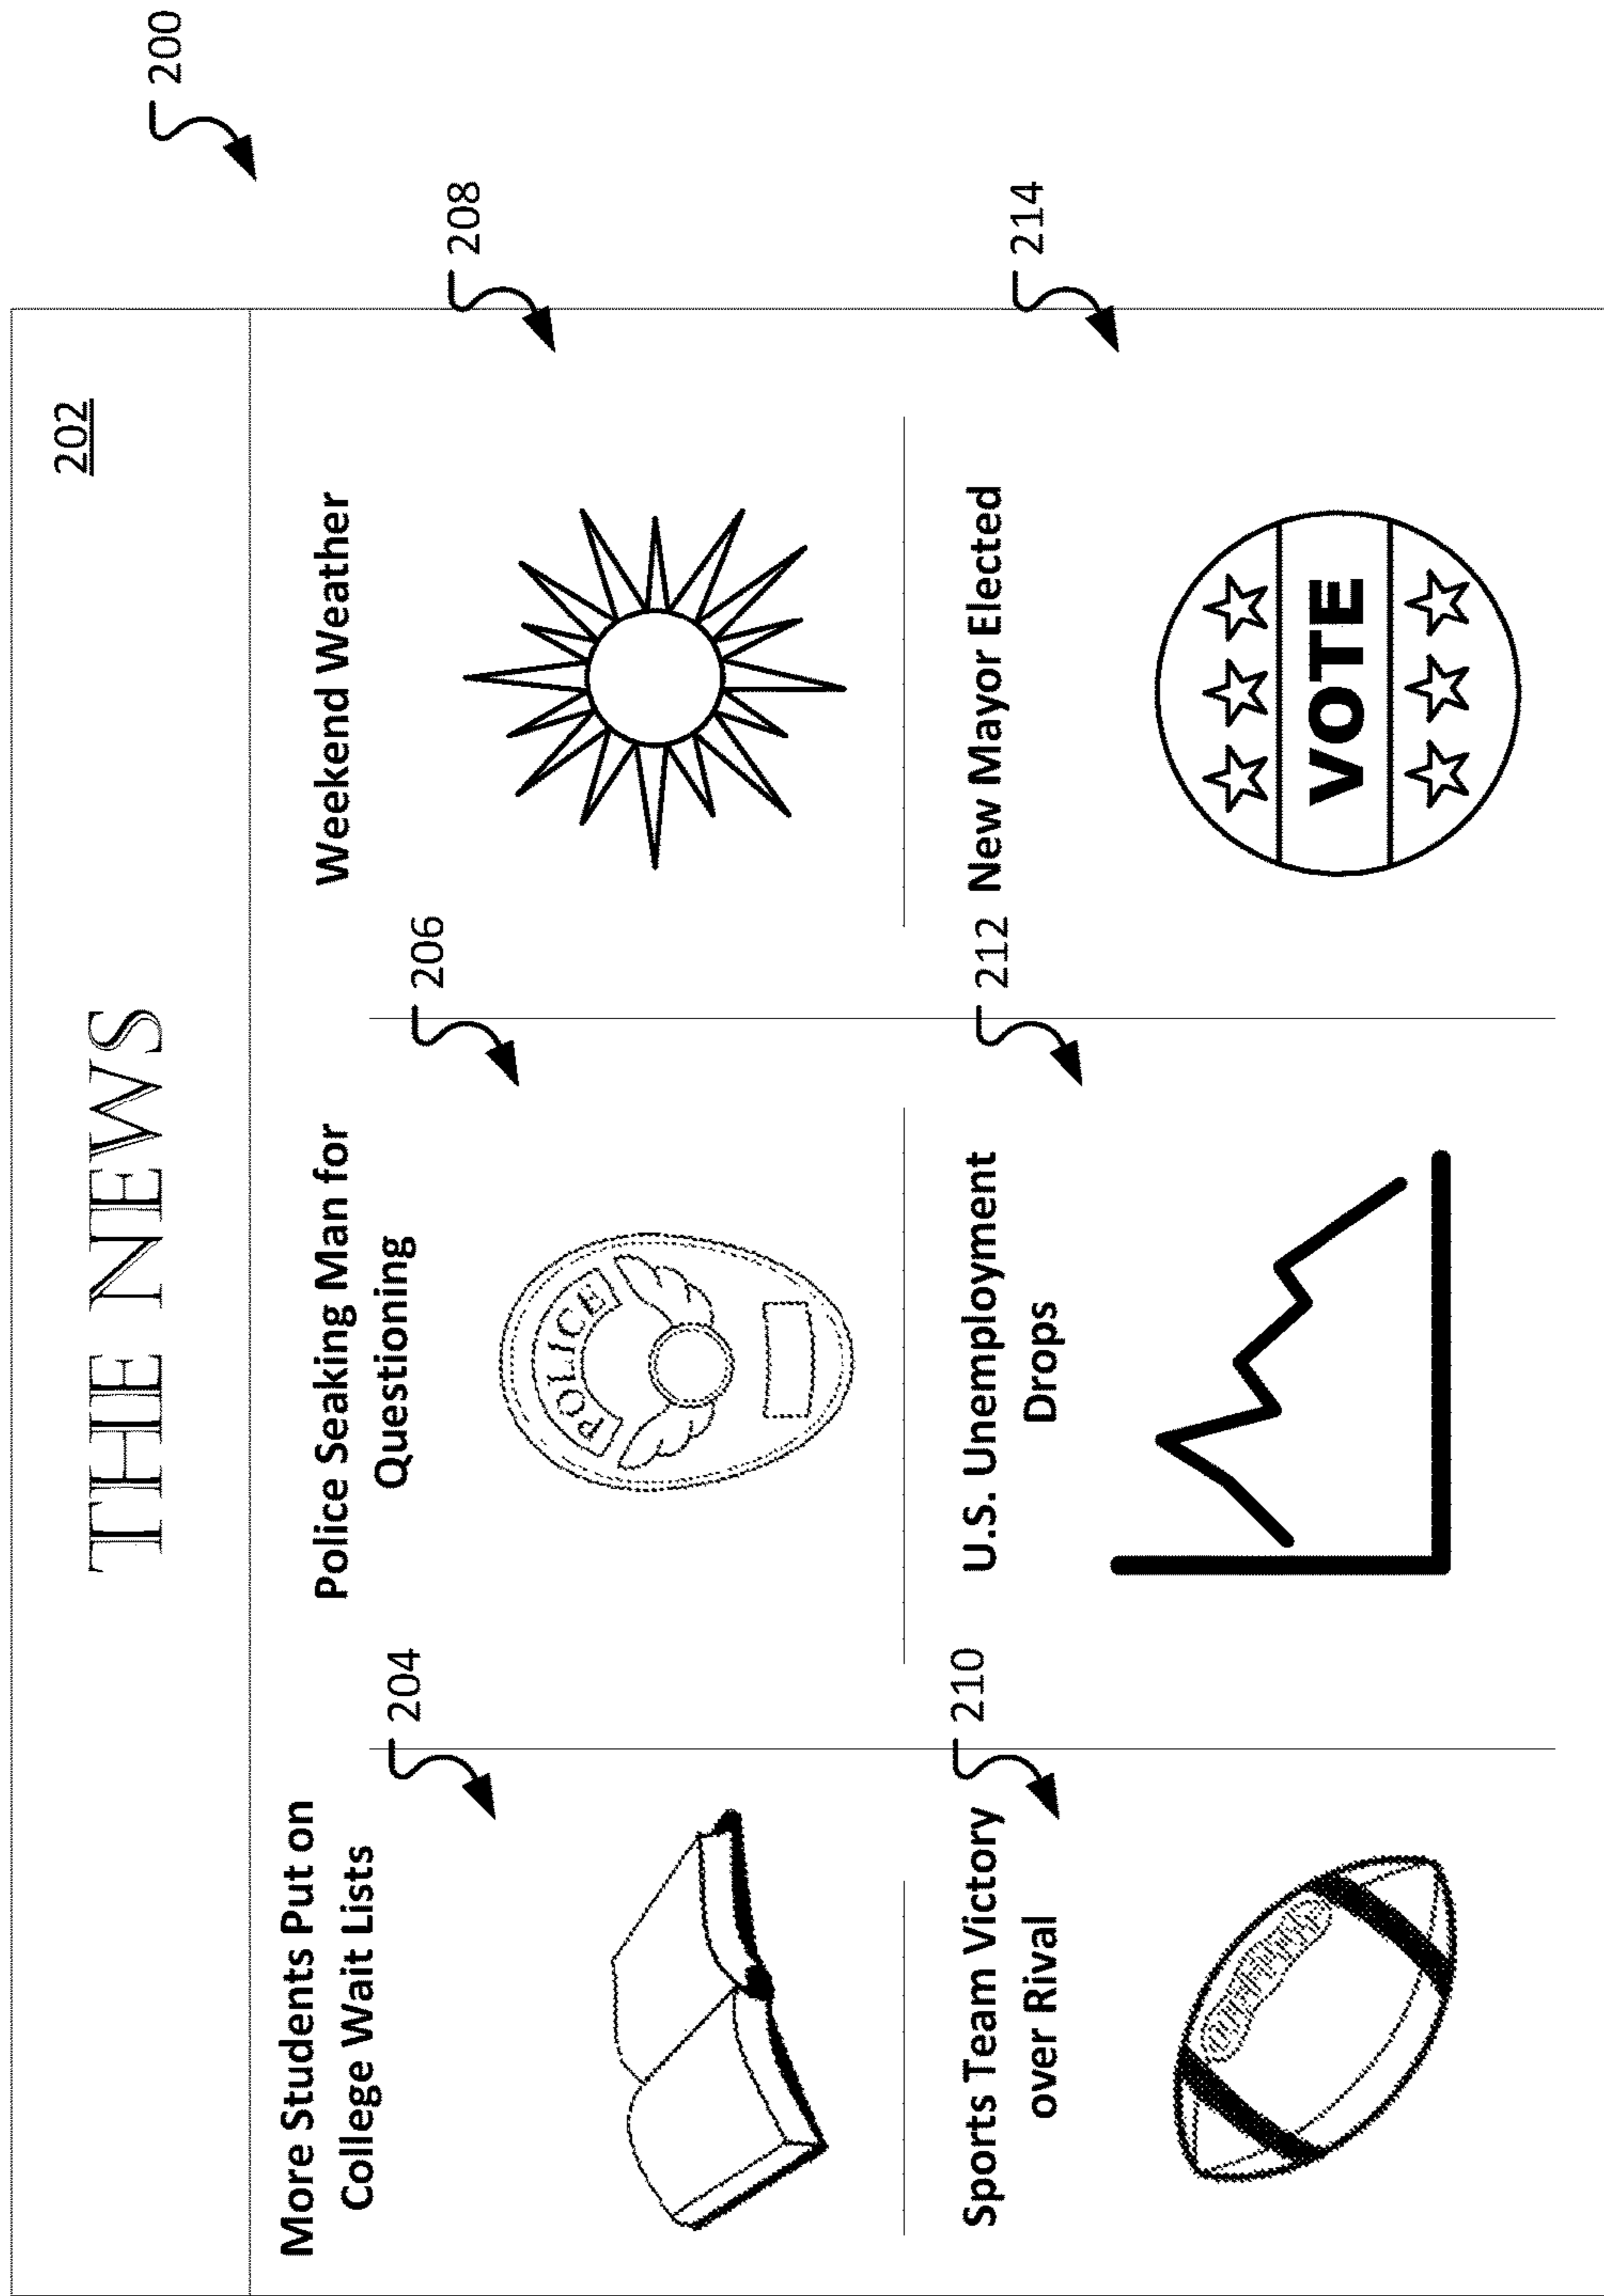 200
THE NEWS
202
More Students Put on
College Wait Lists
204
Police Seaking Man for
Questioning
206
POLICE
Weekend Weather
208
Sports Team Victory
over Rival
210
U.S. Unemployment
Drops
212
New Mayor Elected
214
VOTE